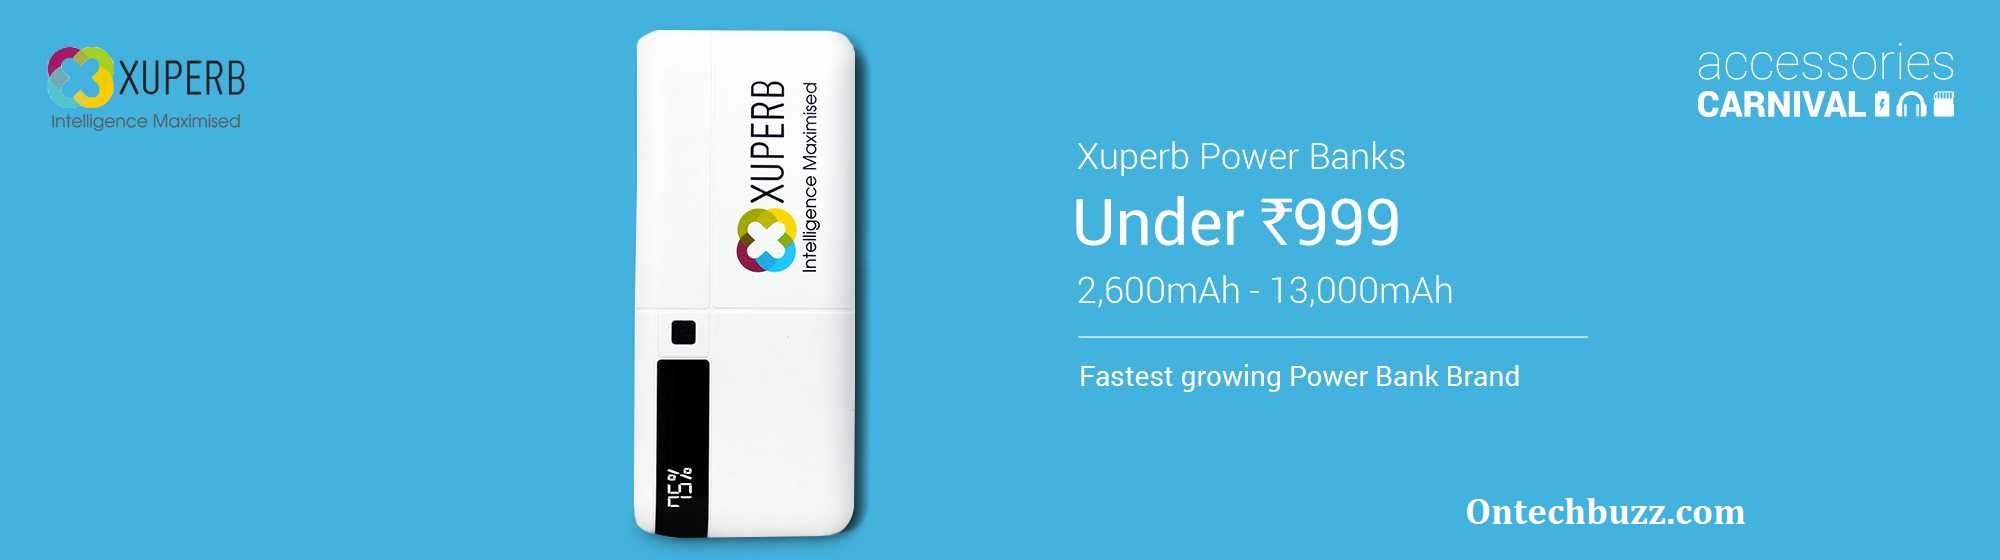 XUPERB
Intelligence Maximised
XUPERB
Intelligence Maximised
75%
accessories
CARNIVAL
Xuperb Power Banks
Under ₹999
2,600mAh - 13,000mAh
Fastest growing Power Bank Brand
Ontechbuzz.com